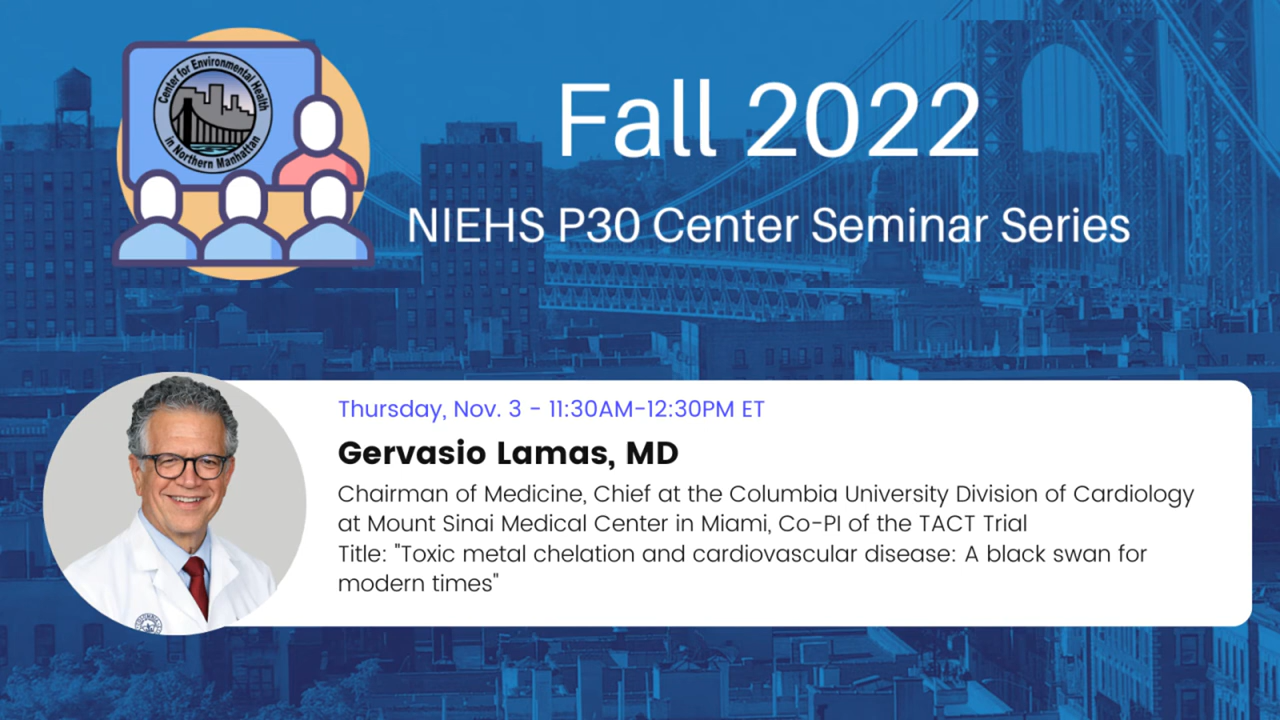 Center for Environmental Health
in Northern Manhattan
Fall 2022
NIEHS P30 Center Seminar Series
Thursday, Nov. 3 - 11:30AM-12:30PM ET
Gervasio Lamas, MD
Chairman of Medicine, Chief at the Columbia University Division of Cardiology
at Mount Sinai Medical Center in Miami, Co-PI of the TACT Trial
Title: "Toxic metal chelation and cardiovascular disease: A black swan for
modern times"